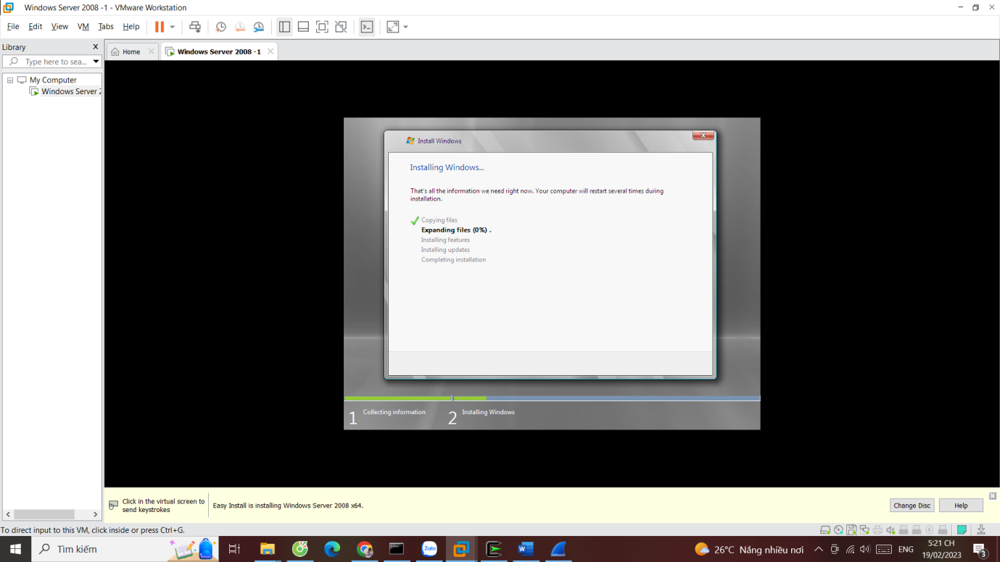 Windows Server 2008 -1 - VMware Workstation
File Edit View VM Tabs Help
Library
Type here to sea...
Home
Windows Server 2008 -1
My Computer
Windows Server 2
Install Windows
Installing Windows...
That's all the information we need right now. Your computer will restart several times during
installation.
Copying files
Expanding files (0%) .
Installing features
Installing updates
Completing installation
1 Collecting information 2 Installing Windows
Click in the virtual screen to
send keystrokes
Easy Install is installing Windows Server 2008 x64.
Change Disc
Help
To direct input to this VM, click inside or press Ctrl+G.
Tìm kiếm
Zalo
26°C Nắng nhiều nơi
ENG
5:21 CH
19/02/2023
3